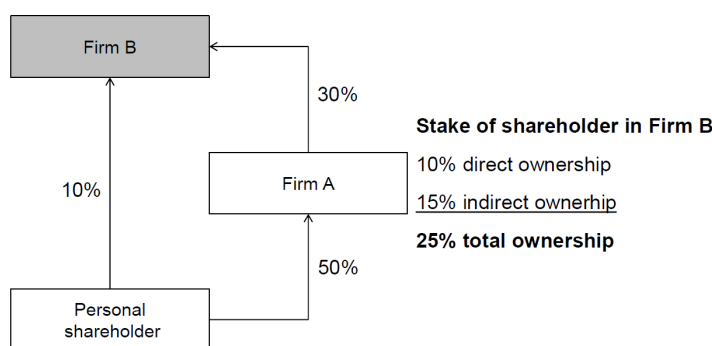 Firm B
30%
Stake of shareholder in Firm B
10% direct ownership
10%
Firm A
15% indirect ownerhip
25% total ownership
50%
Personal
shareholder